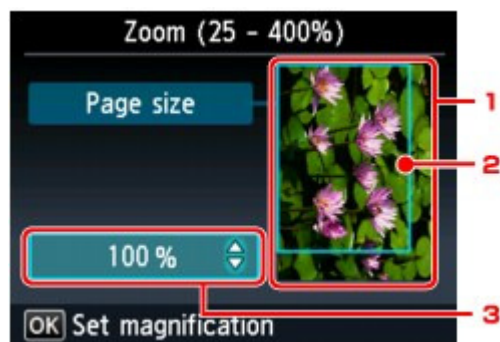 Zoom (25 - 400%)
Page size
1
2
100 %
3
OK Set magnification